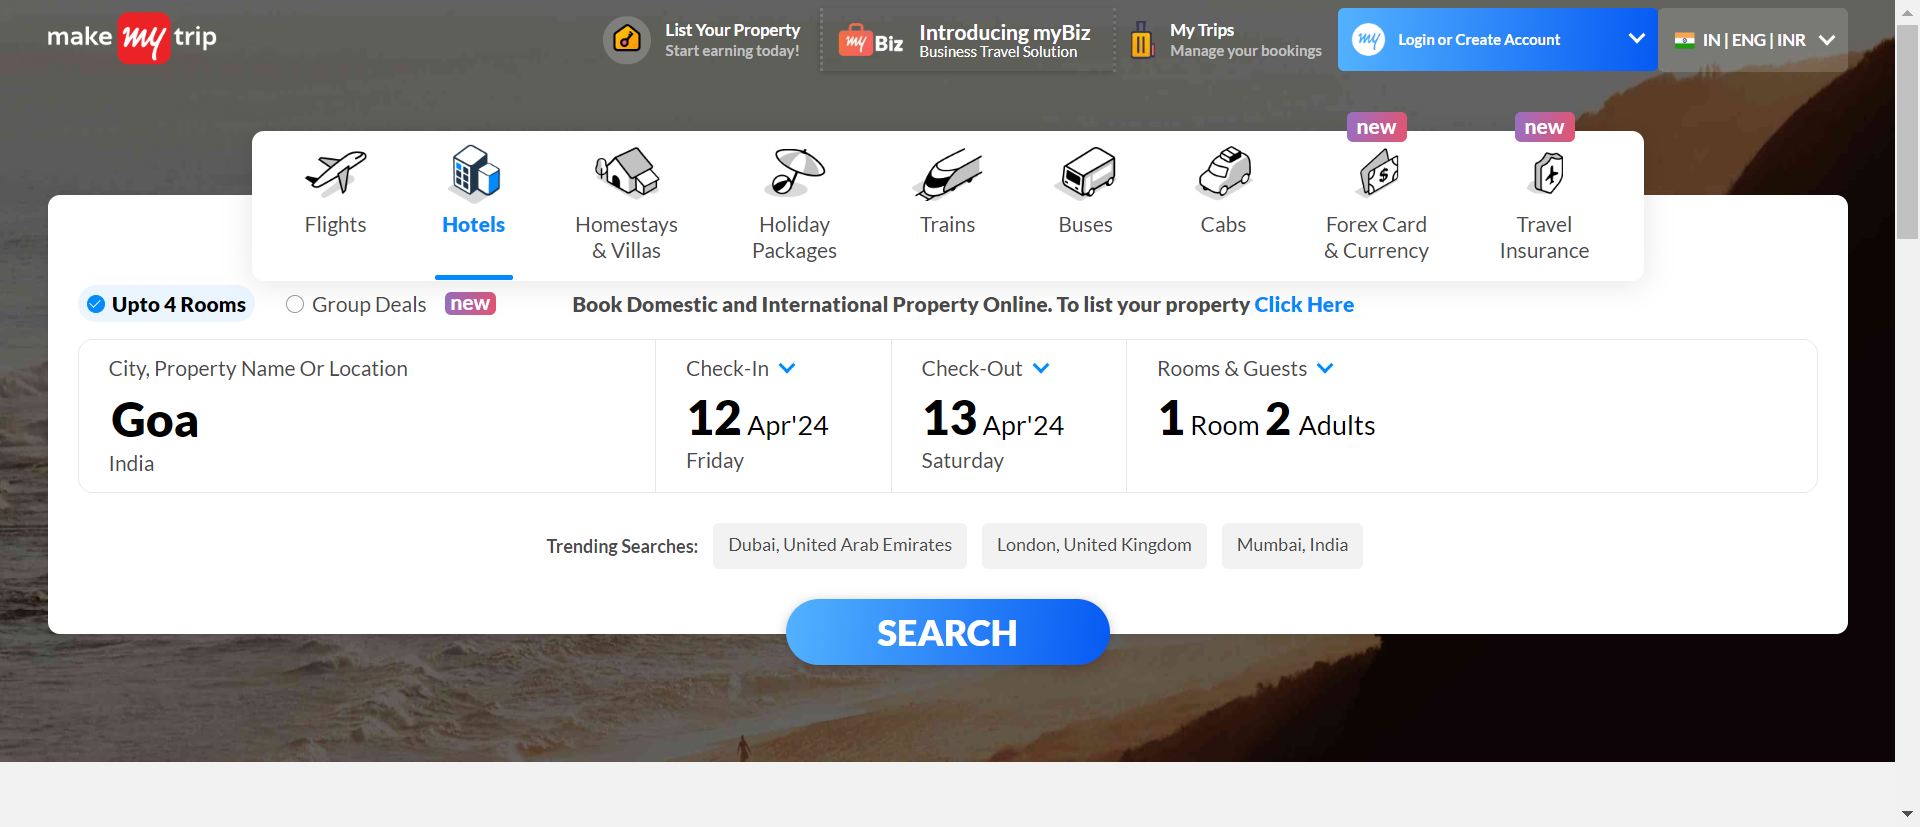 make my trip
List Your Property
Start earning today!
my Biz
Introducing myBiz
Business Travel Solution
My Trips
Manage your bookings
my
Login or Create Account
IN | ENG | INR
new
new
Flights
Hotels
Homestays
& Villas
Holiday
Packages
Trains
Buses
Cabs
Forex Card
& Currency
Travel
Insurance
Upto 4 Rooms
Group Deals
new
Book Domestic and International Property Online. To list your property Click Here
City, Property Name Or Location
Goa
India
Check-In
12 Apr'24
Friday
Check-Out
13 Apr'24
Saturday
Rooms & Guests
1 Room 2 Adults
Trending Searches:
Dubai, United Arab Emirates
London, United Kingdom
Mumbai, India
SEARCH